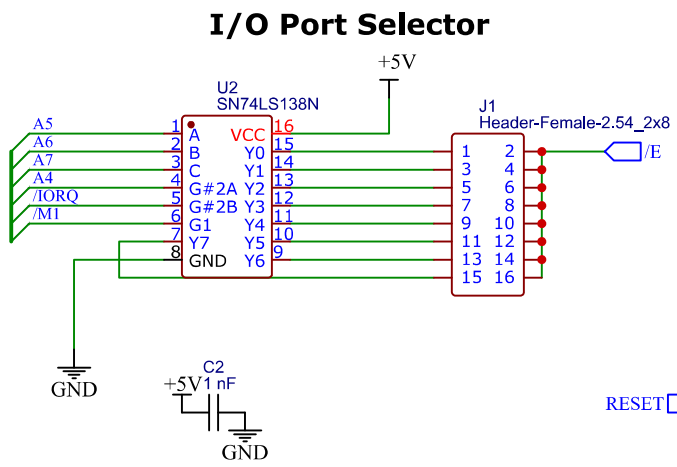 I/O Port Selector
+5V
U2
SN74LS138N
J1
Header-Female-2.54_2x8
A5 1 A VCC 16
A6 2 B Y0 15 1 2 /E
A7 3 C Y1 14 3 4
A4 4 G#2A Y2 13 5 6
/IORQ 5 G#2B Y3 12 7 8
/M1 6 G1 Y4 11 9 10
7 Y7 Y5 10 11 12
8 GND Y6 9 13 14
15 16
GND
C2
+5V 1 nF
RESET
GND